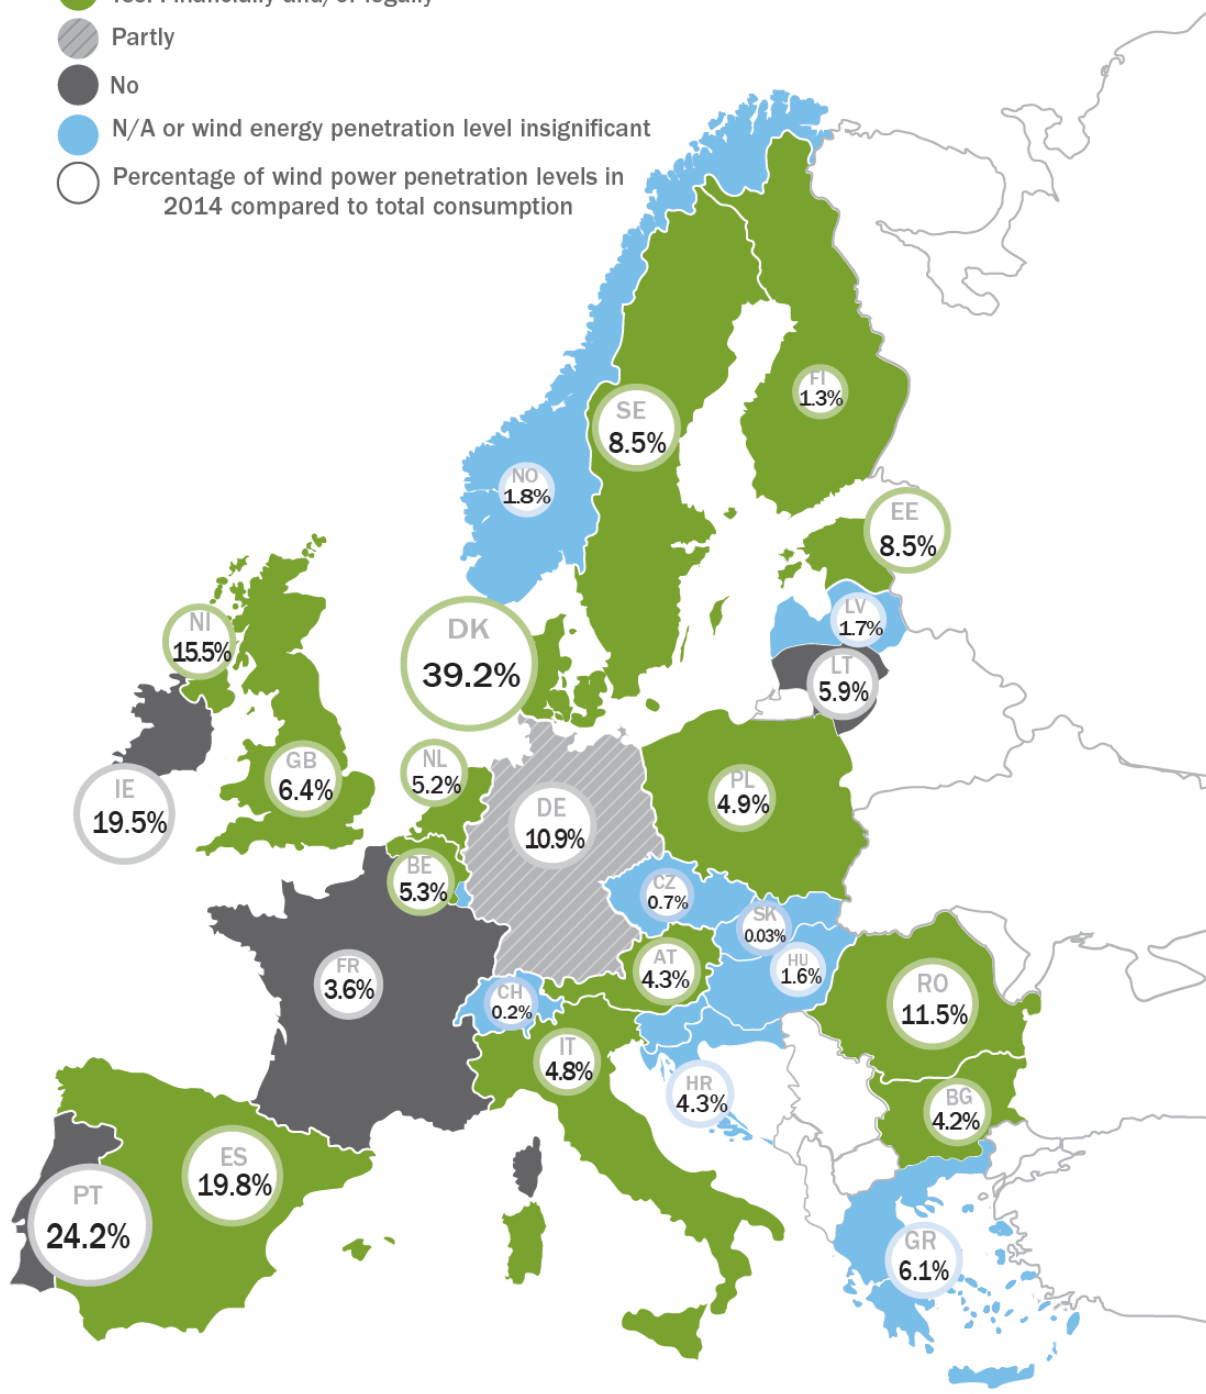 Yes. Financially and/or legally
Partly
No
N/A or wind energy penetration level insignificant
Percentage of wind power penetration levels in
2014 compared to total consumption
FI
1.3%
SE
8.5%
NO
1.8%
EE
8.5%
LV
1.7%
NI
15.5%
DK
39.2%
LT
5.9%
IE
19.5%
GB
6.4%
NL
5.2%
DE
10.9%
PL
4.9%
BE
5.3%
CZ
0.7%
SK
0.03%
FR
3.6%
CH
0.2%
AT
4.3%
HU
1.6%
RO
11.5%
IT
4.8%
HR
4.3%
BG
4.2%
PT
24.2%
ES
19.8%
GR
6.1%